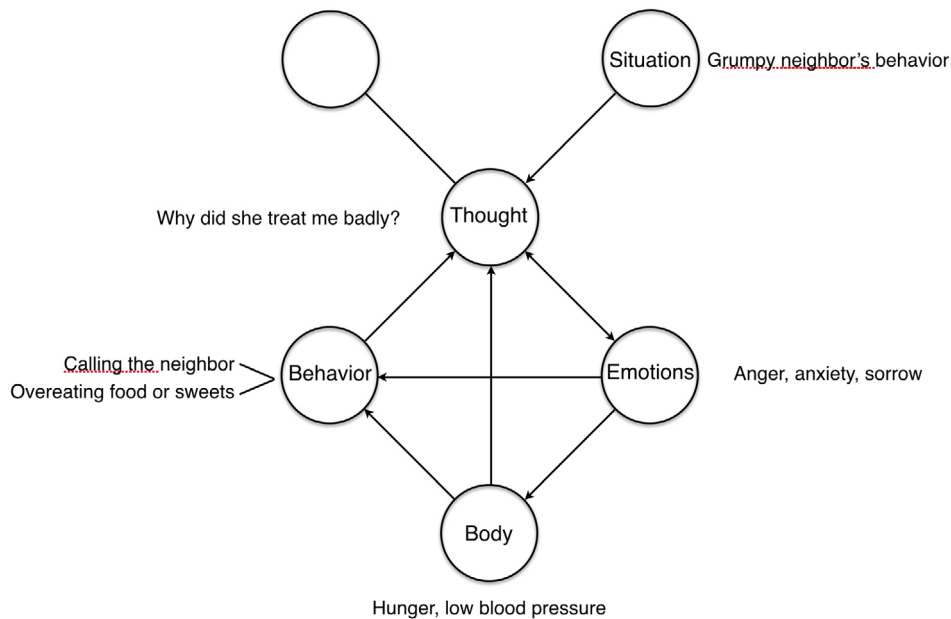 Situation
Grumpy neighbor's behavior
Why did she treat me badly?
Thought
Calling the neighbor
Overeating food or sweets
Behavior
Emotions
Anger, anxiety, sorrow
Body
Hunger, low blood pressure